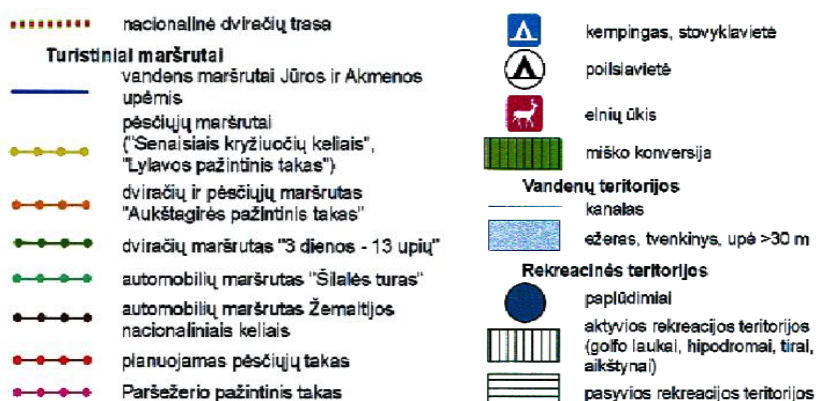 nacionalinė dviračių trasa
Turistiniai maršrutai
vandens maršrutai Jūros ir Akmenos
upėmis
pėsčiųjų maršrutai
("Senaisiais kryžiuočių keliais",
"Lylavos pažintinis takas")
dviračių ir pėsčiųjų maršrutas
"Aukštagirės pažintinis takas"
dviračių maršrutas "3 dienos - 13 upių"
automobilių maršrutas "Šilalės turas"
automobilių maršrutas Žemaitijos
nacionaliniais keliais
planuojamas pėsčiųjų takas
Paršežerio pažintinis takas
kempingas, stovyklavietė
poilsiavietė
elnių ūkis
miško konversija
Vandenų teritorijos
kanalas
ežeras, tvenkinys, upė >30 m
Rekreacinės teritorijos
paplūdimiai
aktyvios rekreacijos teritorijos
(golfo laukai, hipodromai, tirai,
aikštynai)
pasyvios rekreacijos teritorijos